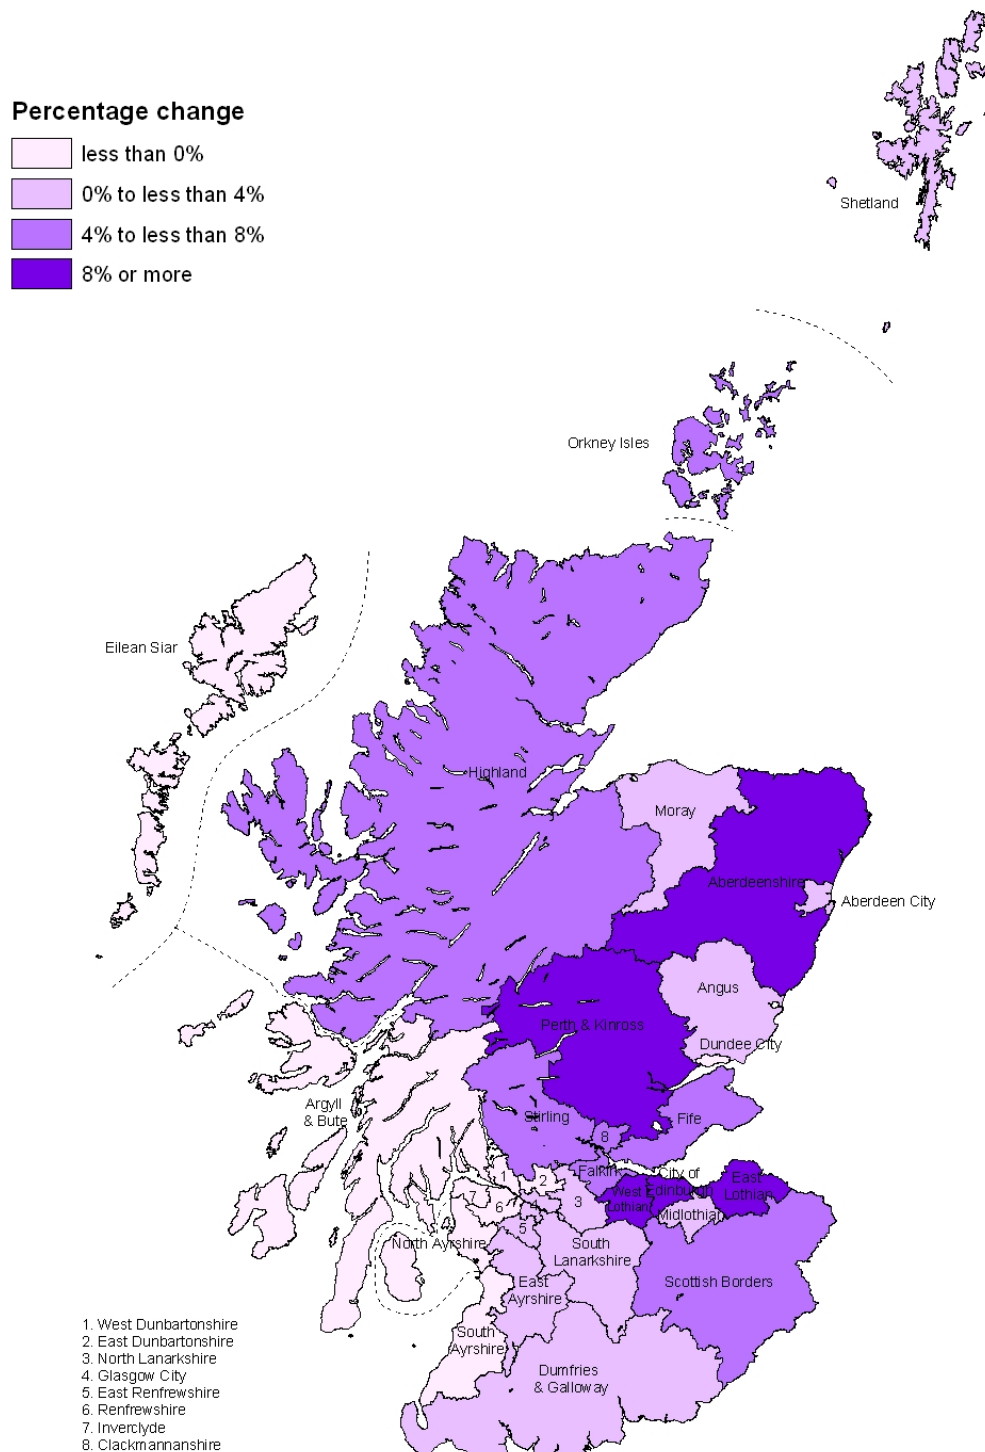 Percentage change
less than 0%
0% to less than 4%
4% to less than 8%
8% or more
Shetland
Orkney Isles
Eilean Siar
Highland
Moray
Aberdeenshire
Aberdeen City
Angus
Perth & Kinross
Dundee City
Argyll
& Bute
Stirling
Fife
8
Falkirk
City of
Edinburgh
East
Lothian
West
Lothian
Midlothian
1
2
3
4
5
6
7
North Ayrshire
South
Lanarkshire
East
Ayrshire
Scottish Borders
South
Ayrshire
Dumfries
& Galloway
1. West Dunbartonshire
2. East Dunbartonshire
3. North Lanarkshire
4. Glasgow City
5. East Renfrewshire
6. Renfrewshire
7. Inverclyde
8. Clackmannanshire